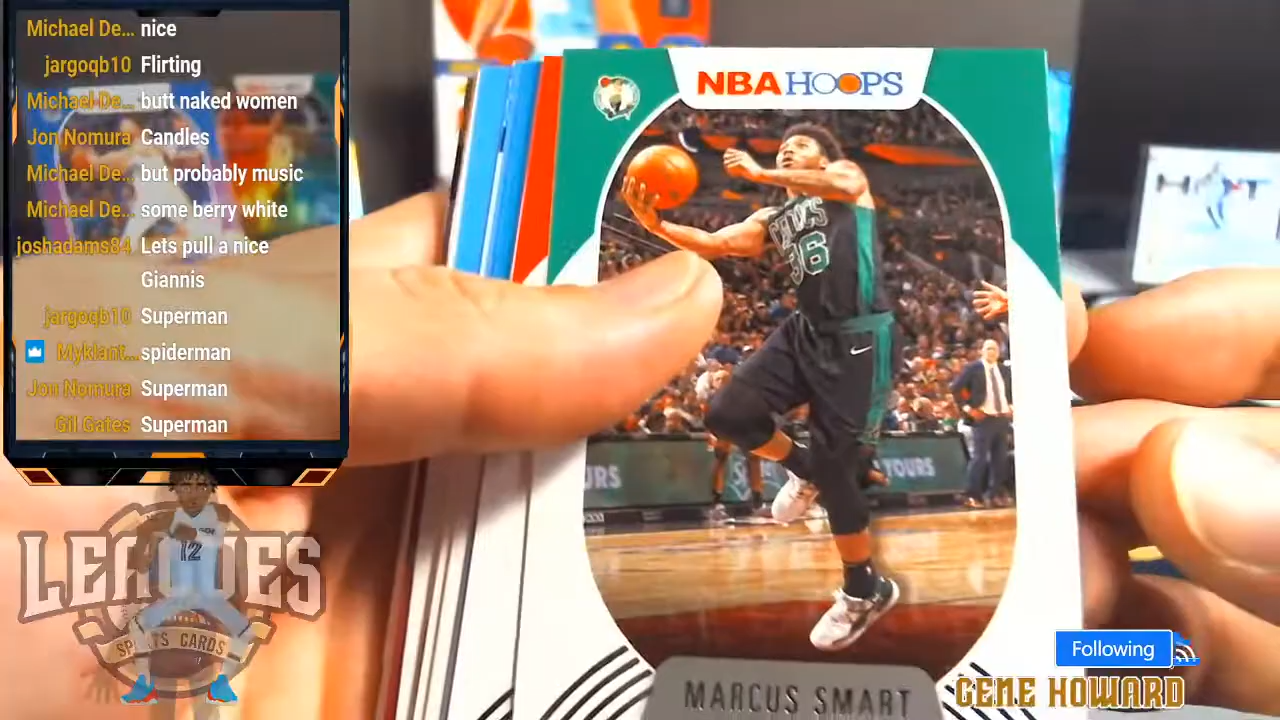 Michael De... nice
jargoqb10 Flirting
Michael De... butt naked women
Jon Nomura Candles
Michael De... but probably music
Michael De... some berry white
joshadams84 Lets pull a nice
Giannis
jargoqb10 Superman
Myklant... spiderman
Jon Nomura Superman
Gil Gates Superman
NBA HOOPS
CELTICS
36
URS
YOURS
MARCUS SMART
LEAGUES
12
SPORTS CARDS
Following
GENE HOWARD